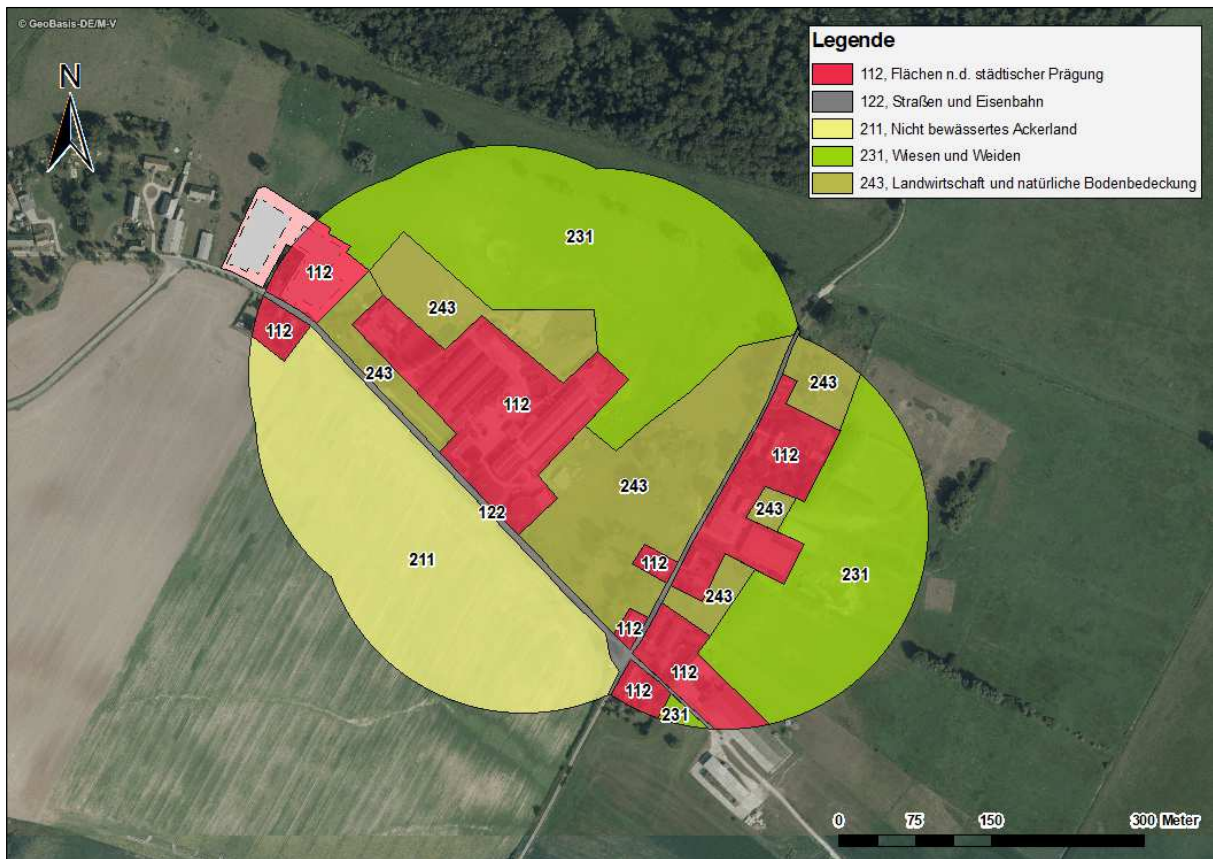 © GeoBasis-DE/M-V
N
Legende
112, Flächen n.d. städtischer Prägung
122, Straßen und Eisenbahn
211, Nicht bewässertes Ackerland
231, Wiesen und Weiden
243, Landwirtschaft und natürliche Bodenbedeckung
231
112
243
112
243
243
112
112
243
122
243
211
112
231
243
112
112
112
231
0 75 150 300 Meter